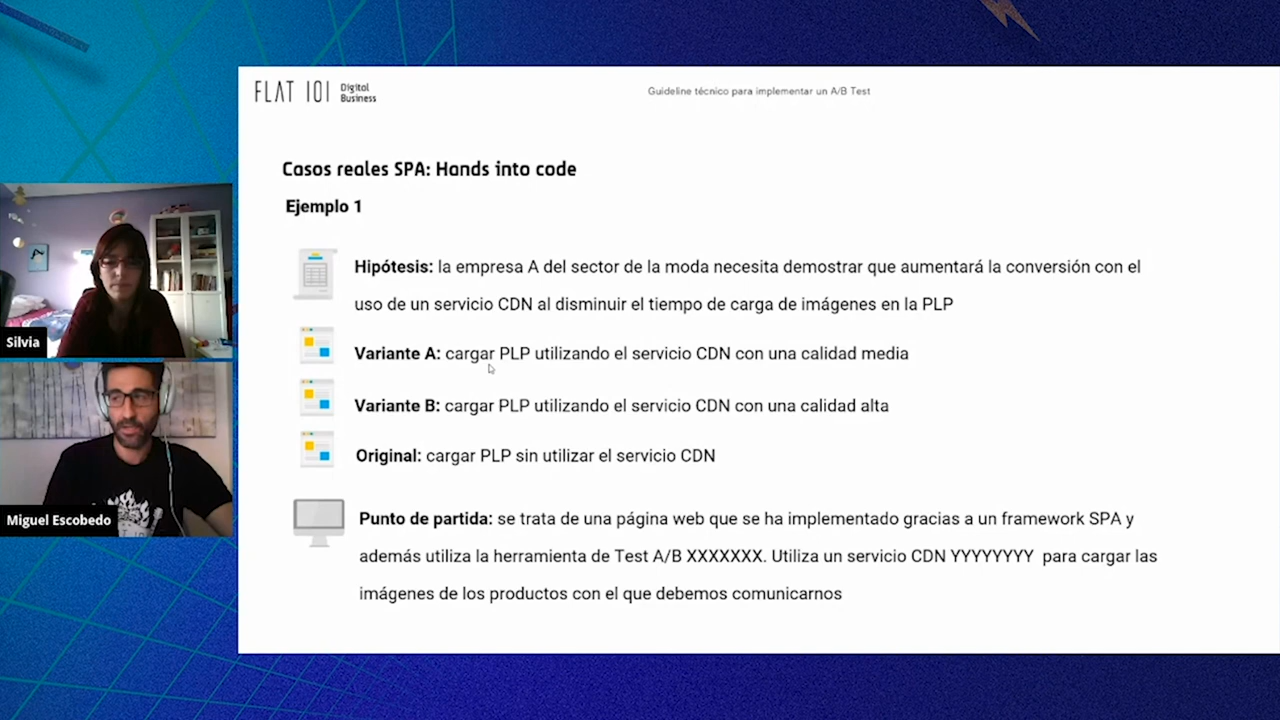 FLAT 101 Digital
Business
Guideline técnico para implementar un A/B Test
Casos reales SPA: Hands into code
Ejemplo 1
Hipótesis: la empresa A del sector de la moda necesita demostrar que aumentará la conversión con el
uso de un servicio CDN al disminuir el tiempo de carga de imágenes en la PLP
Variante A: cargar PLP utilizando el servicio CDN con una calidad media
Variante B: cargar PLP utilizando el servicio CDN con una calidad alta
Original: cargar PLP sin utilizar el servicio CDN
Punto de partida: se trata de una página web que se ha implementado gracias a un framework SPA y
además utiliza la herramienta de Test A/B XXXXXXX. Utiliza un servicio CDN YYYYYYYY para cargar las
imágenes de los productos con el que debemos comunicarnos
Silvia
Miguel Escobedo